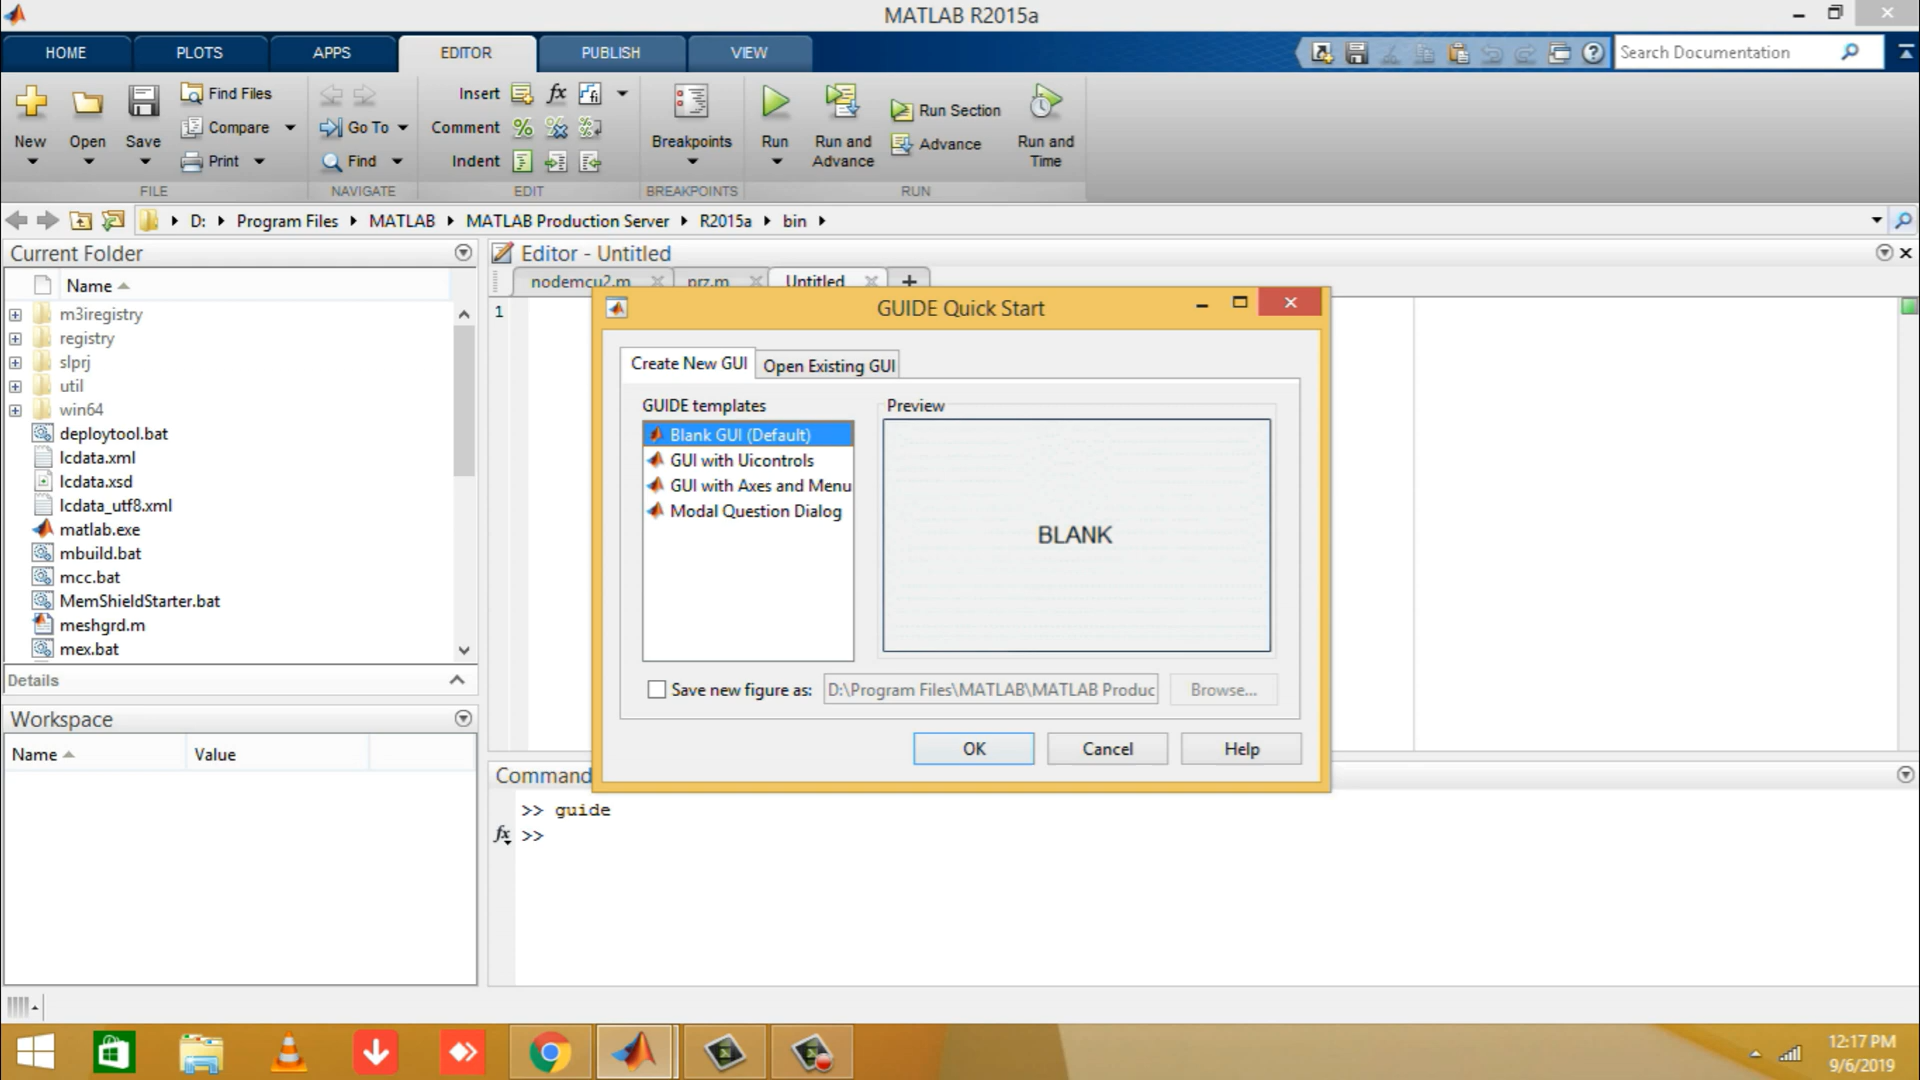 MATLAB R2015a
HOME PLOTS APPS EDITOR PUBLISH VIEW
Search Documentation
New
Open
Save
Find Files
Compare
Print
FILE
Go To
Find
NAVIGATE
Insert
Comment
Indent
EDIT
Breakpoints
BREAKPOINTS
Run
Run and Advance
Run Section
Advance
Run and Time
RUN
D: Program Files MATLAB MATLAB Production Server R2015a bin
Current Folder
Name
m3iregistry
registry
slprj
util
win64
deploytool.bat
lcdata.xml
lcdata.xsd
lcdata_utf8.xml
matlab.exe
mbuild.bat
mcc.bat
MemShieldStarter.bat
meshgrd.m
mex.bat
Details
Workspace
Name Value
Editor - Untitled
nodemcu2.m prz.m Untitled +
1
GUIDE Quick Start
Create New GUI Open Existing GUI
GUIDE templates
Blank GUI (Default)
GUI with Uicontrols
GUI with Axes and Menu
Modal Question Dialog
Preview
BLANK
Save new figure as: D:\Program Files\MATLAB\MATLAB Produc Browse...
OK Cancel Help
Command
>> guide
fx >>
12:17 PM
9/6/2019